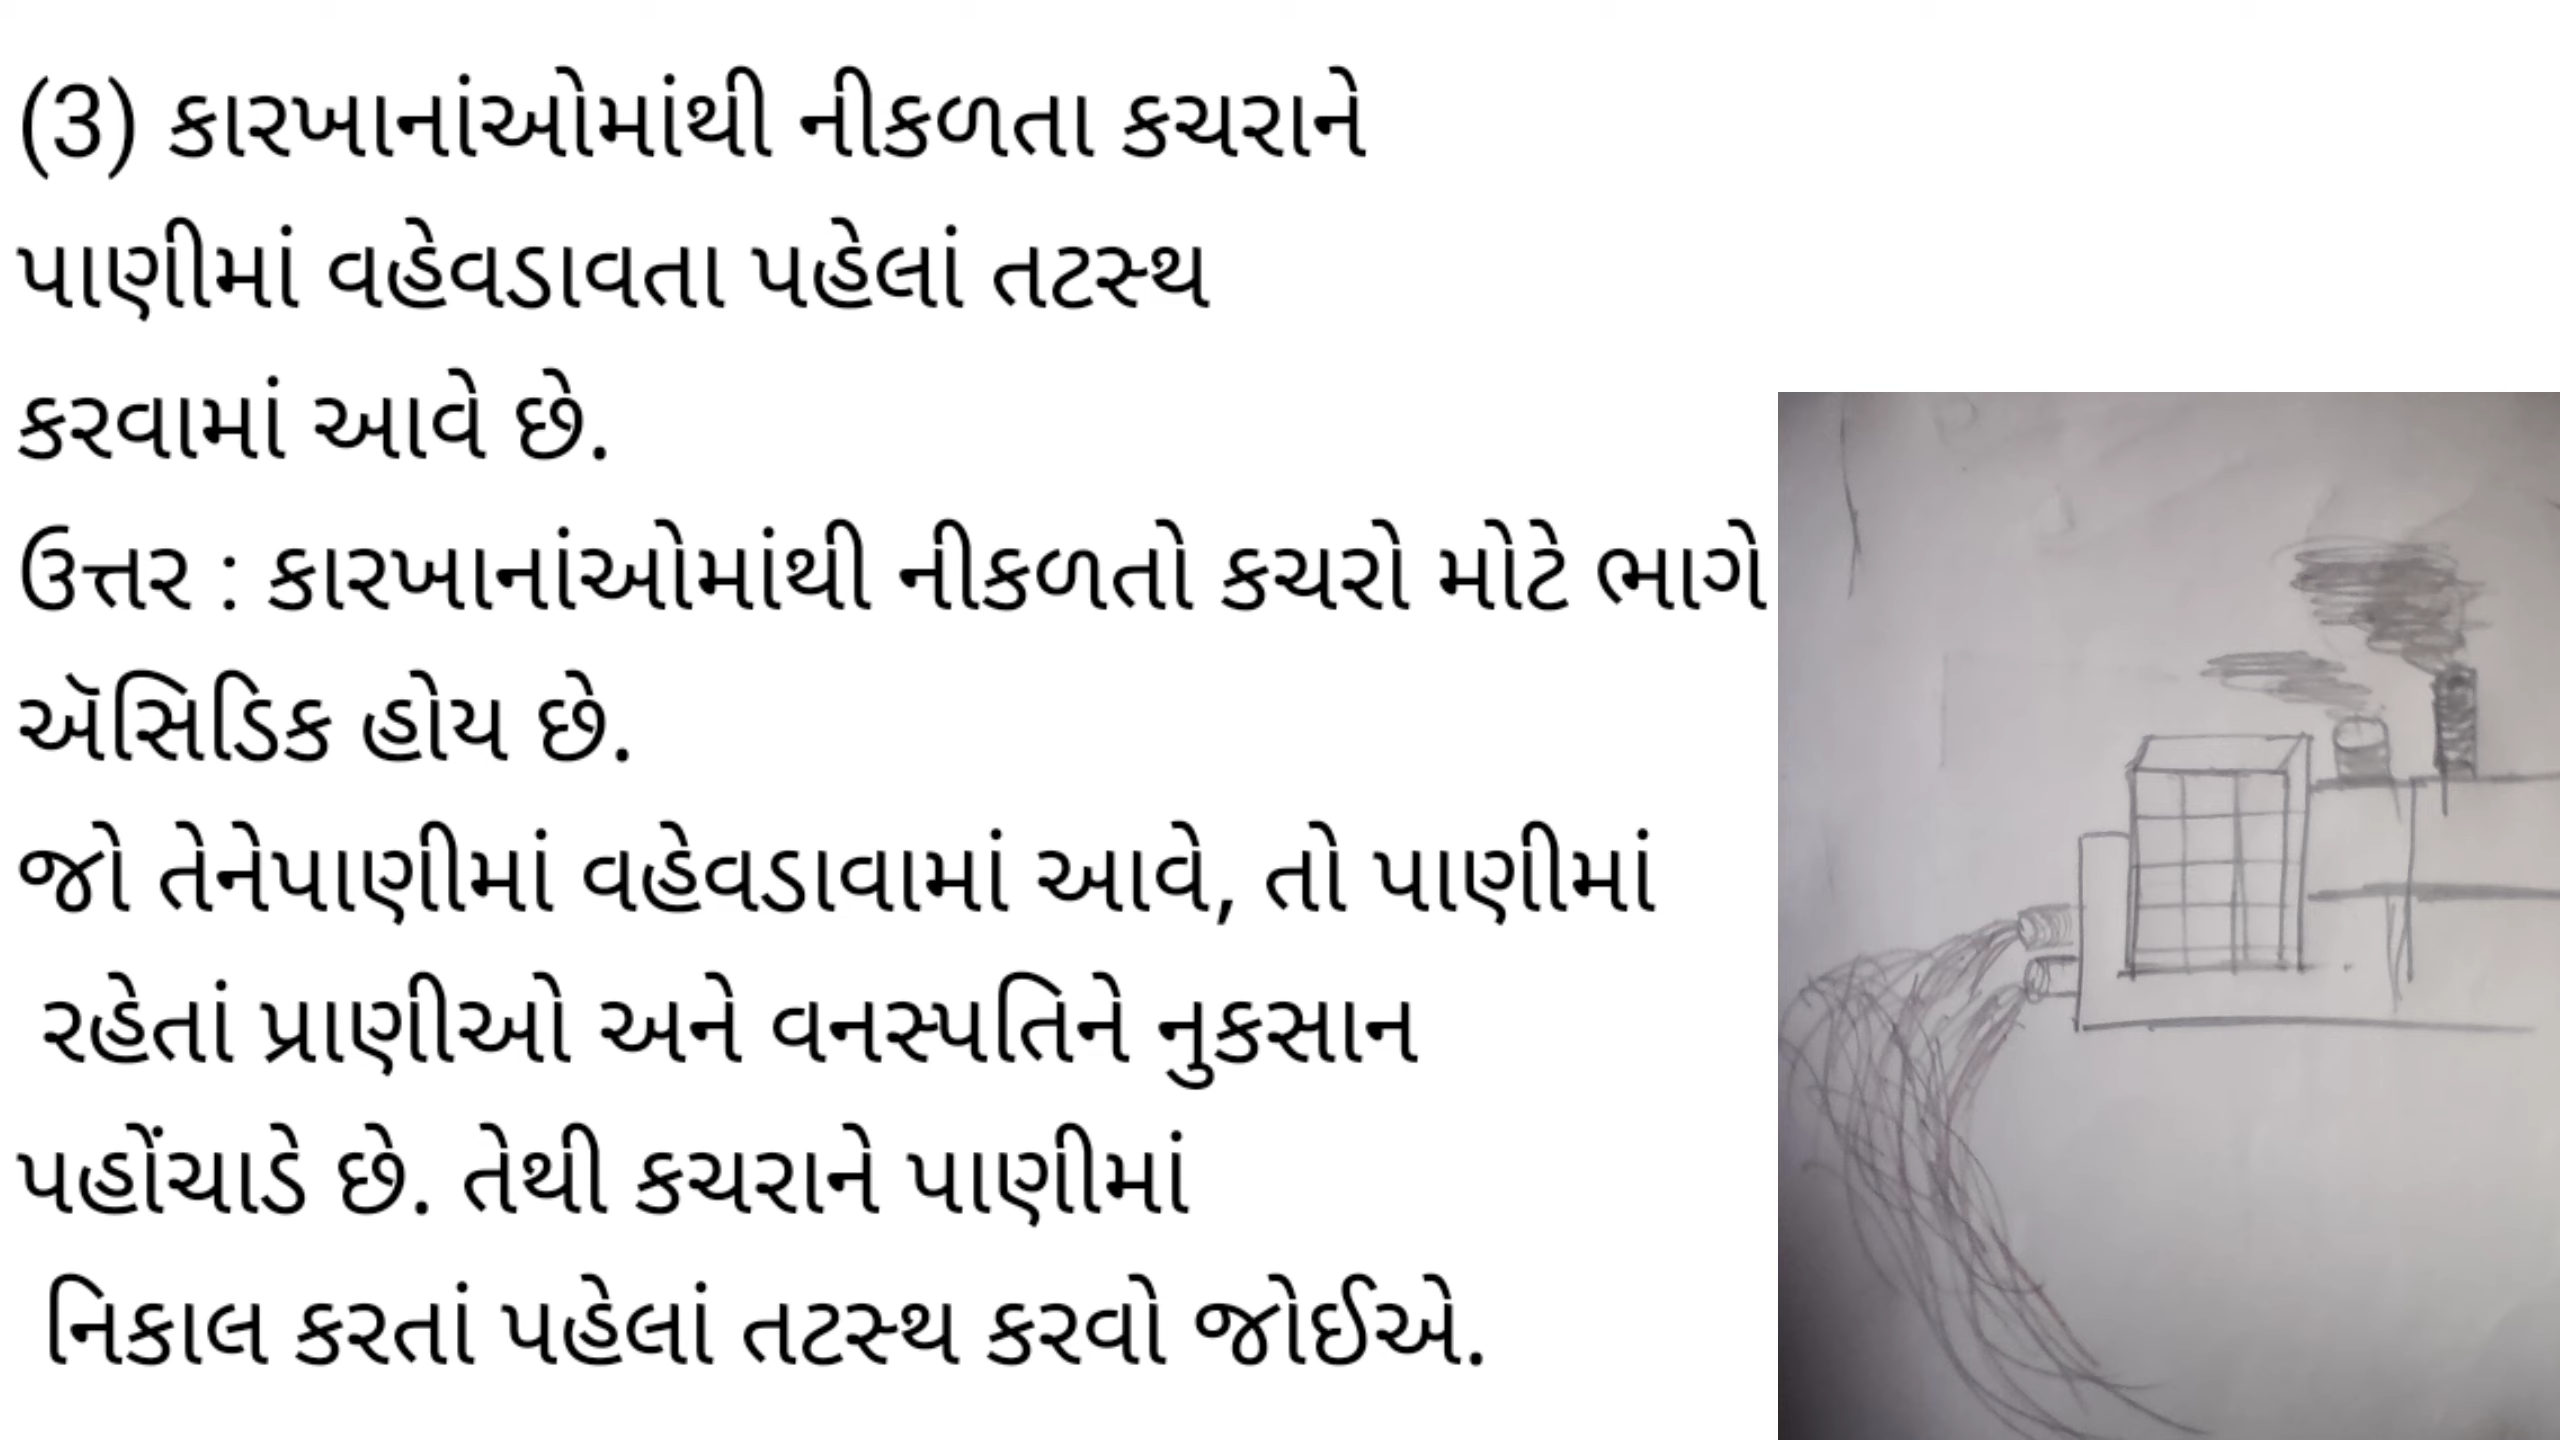 (3) કારખાનાંઓમાંથી નીકળતા કચરાને
પાણીમાં વહેવડાવતા પહેલાં તટસ્થ
કરવામાં આવે છે.
ઉત્તર : કારખાનાંઓમાંથી નીકળતો કચરો મોટે ભાગે
ઍસિડિક હોય છે.
જો તેનેપાણીમાં વહેવડાવામાં આવે, તો પાણીમાં
રહેતાં પ્રાણીઓ અને વનસ્પતિને નુકસાન
પહોંચાડે છે. તેથી કચરાને પાણીમાં
નિકાલ કરતાં પહેલાં તટસ્થ કરવો જોઈએ.